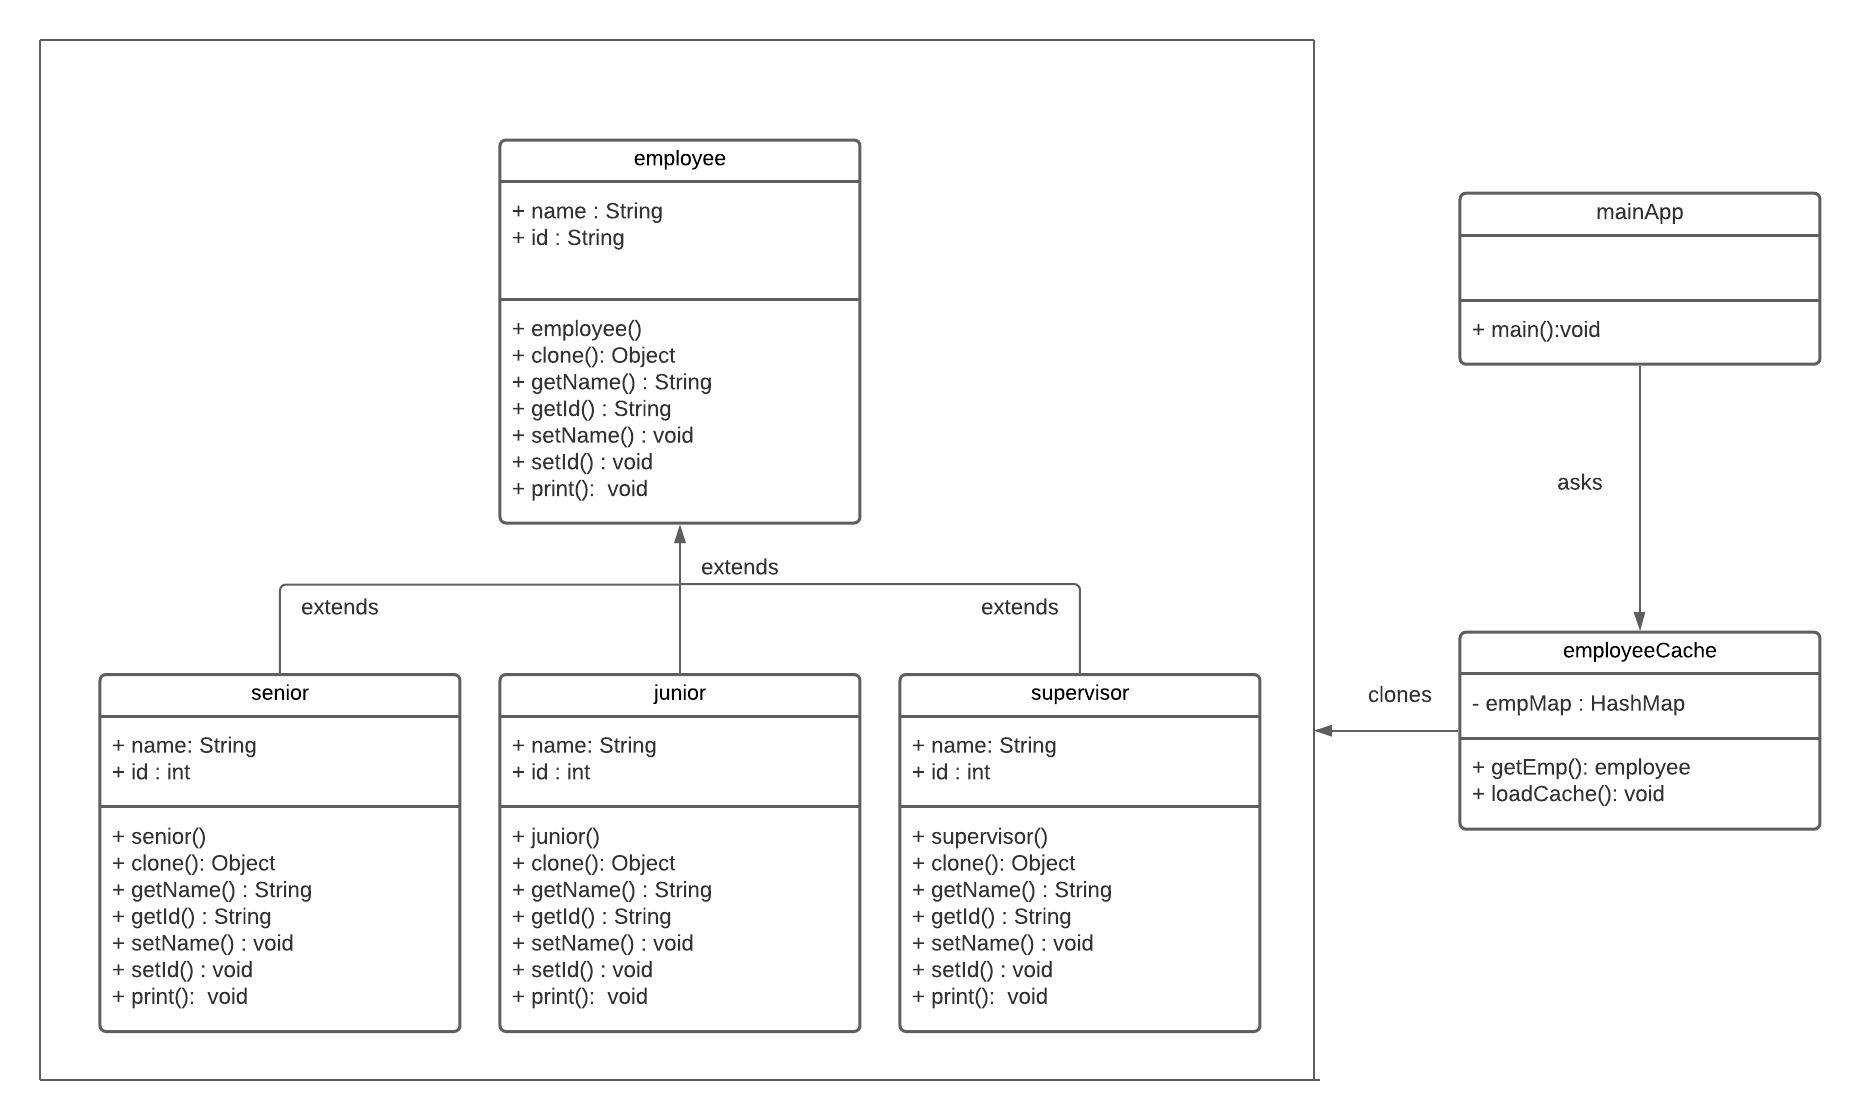 employee
+ name : String
+ id : String
+ employee()
+ clone(): Object
+ getName() : String
+ getId() : String
+ setName() : void
+ setId() : void
+ print():  void
extends
extends
extends
senior
+ name: String
+ id : int
+ senior()
+ clone(): Object
+ getName() : String
+ getId() : String
+ setName() : void
+ setId() : void
+ print():  void
junior
+ name: String
+ id : int
+ junior()
+ clone(): Object
+ getName() : String
+ getId() : String
+ setName() : void
+ setId() : void
+ print():  void
supervisor
+ name: String
+ id : int
+ supervisor()
+ clone(): Object
+ getName() : String
+ getId() : String
+ setName() : void
+ setId() : void
+ print():  void
mainApp
+ main():void
asks
clones
employeeCache
- empMap : HashMap
+ getEmp(): employee
+ loadCache(): void